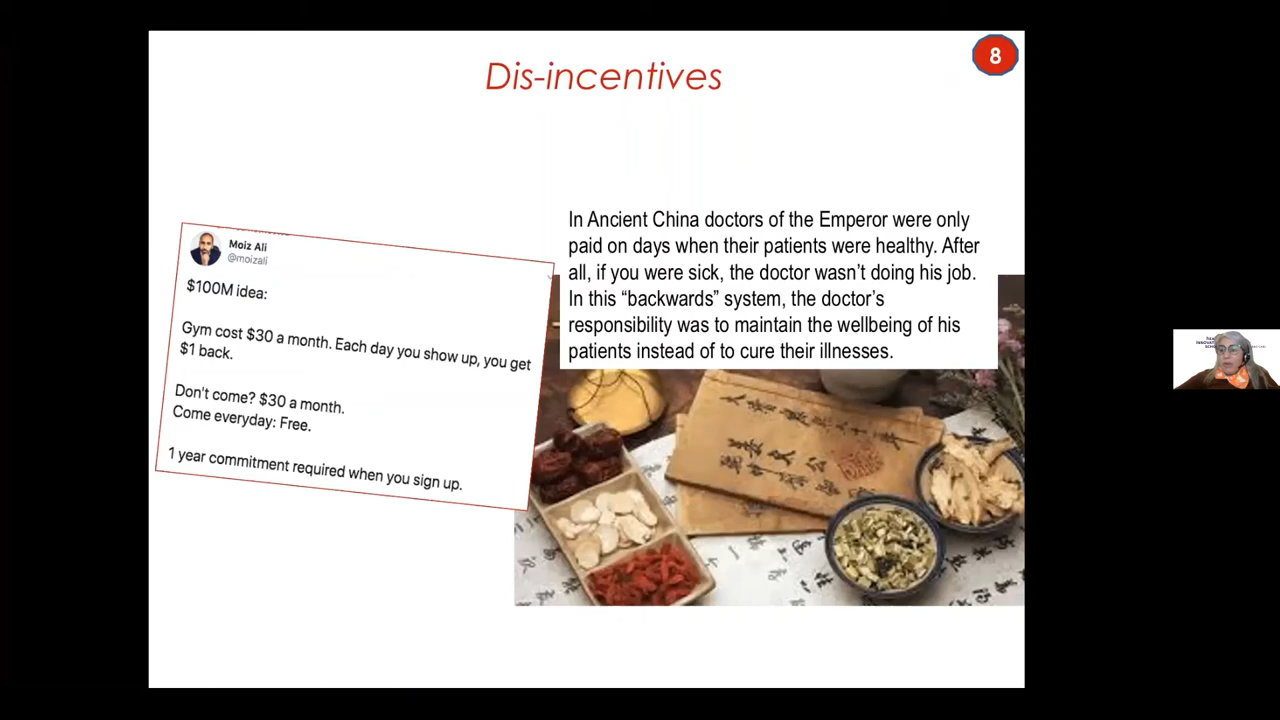 8
Dis-incentives
Moiz Ali
@moizali
$100M idea:
Gym cost $30 a month. Each day you show up, you get
$1 back.
Don't come? $30 a month.
Come everyday: Free.
1 year commitment required when you sign up.
In Ancient China doctors of the Emperor were only
paid on days when their patients were healthy. After
all, if you were sick, the doctor wasn’t doing his job.
In this “backwards” system, the doctor’s
responsibility was to maintain the wellbeing of his
patients instead of to cure their illnesses.